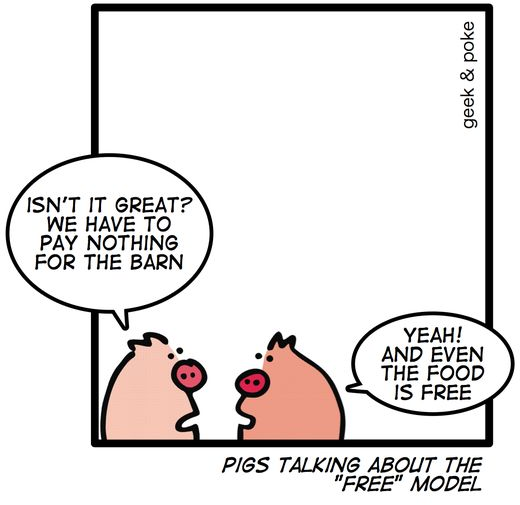 geek & poke
ISN'T IT GREAT?
WE HAVE TO
PAY NOTHING
FOR THE BARN
YEAH!
AND EVEN
THE FOOD
IS FREE
PIGS TALKING ABOUT THE
"FREE" MODEL